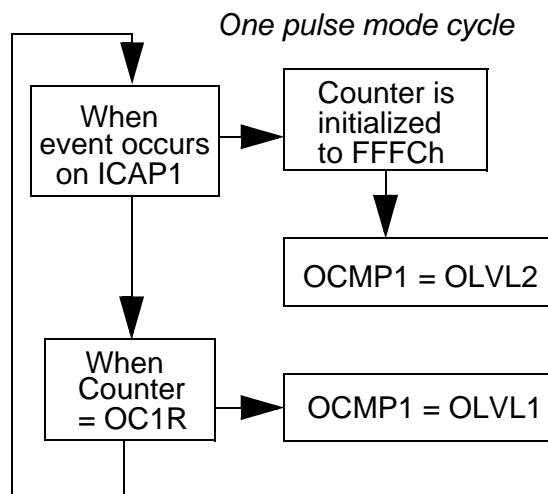 One pulse mode cycle
When
event occurs
on ICAP1
Counter is
initialized
to FFFCh
OCMP1 = OLVL2
When
Counter
= OC1R
OCMP1 = OLVL1